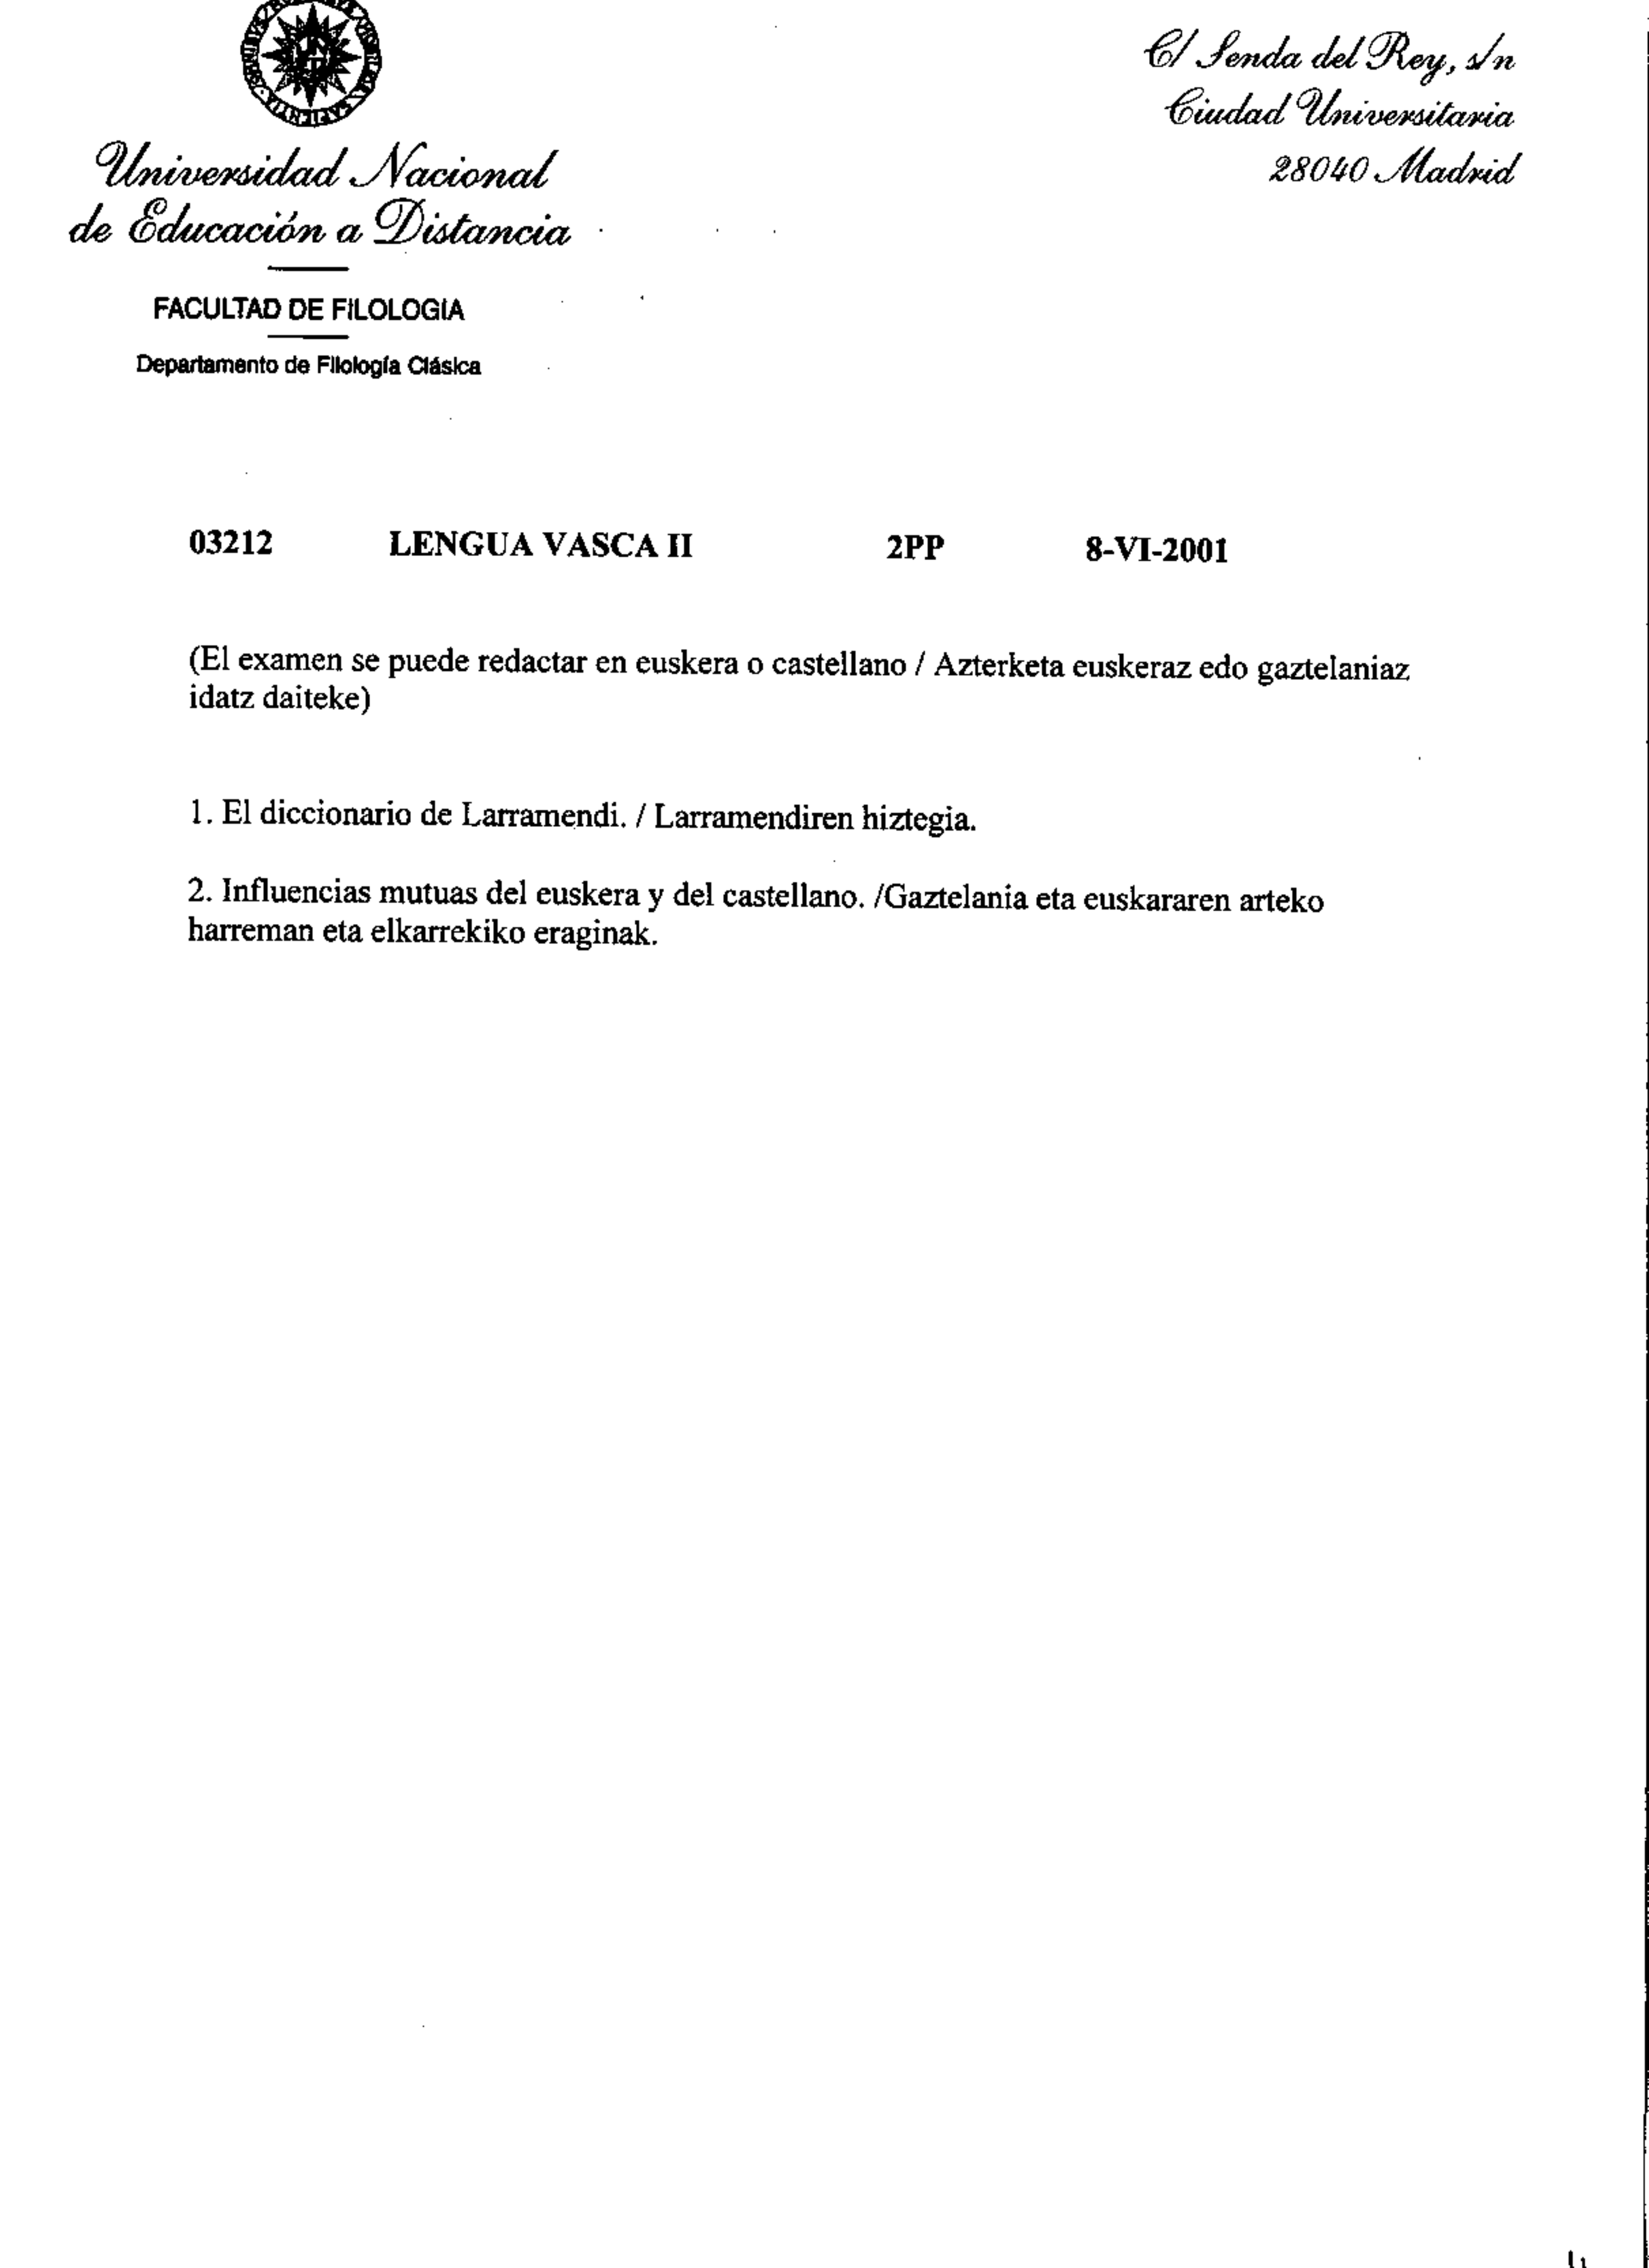 C/ Senda del Rey, s/n
Ciudad Universitaria
28040 Madrid
Universidad Nacional
de Educación a Distancia
FACULTAD DE FILOLOGIA
Departamento de Filología Clásica
03212 LENGUA VASCA II 2PP 8-VI-2001
(El examen se puede redactar en euskera o castellano / Azterketa euskeraz edo gaztelaniaz
idatz daiteke)
1. El diccionario de Larramendi. / Larramendiren hiztegia.
2. Influencias mutuas del euskera y del castellano. /Gaztelania eta euskararen arteko
harreman eta elkarrekiko eraginak.